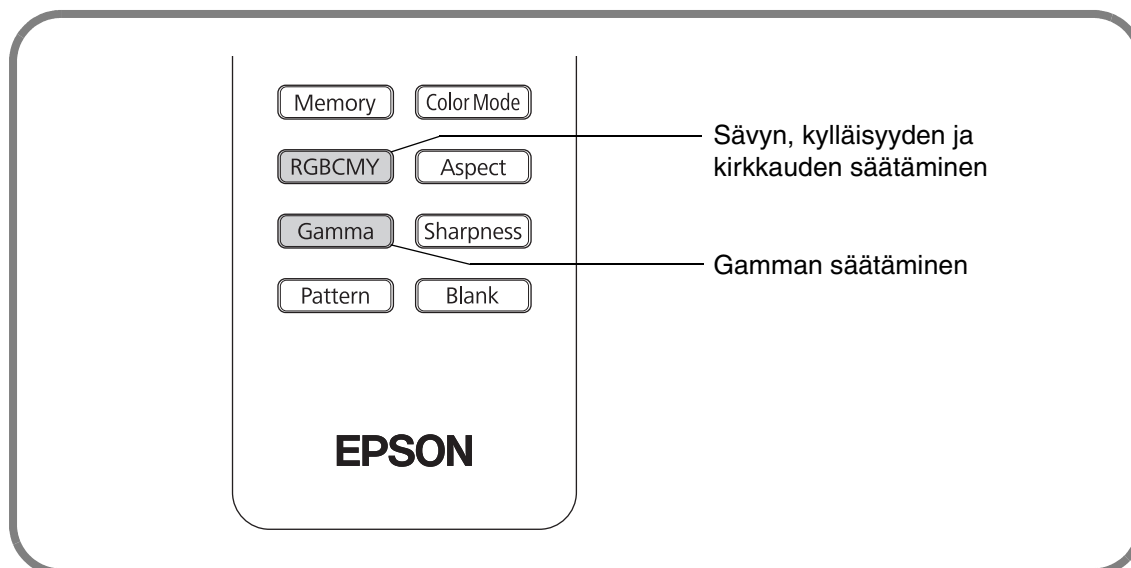 Memory
Color Mode
RGBCMY
Aspect
Sävyn, kylläisyyden ja
kirkkauden säätäminen
Gamma
Sharpness
Gamman säätäminen
Pattern
Blank
EPSON